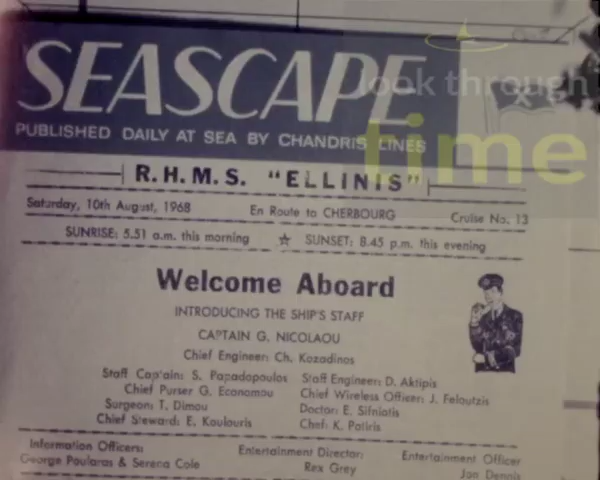 look through
time
SEASCAPE
PUBLISHED DAILY AT SEA BY CHANDRIS LINES
R.H.M.S. "ELLINIS"
Saturday, 10th August, 1968 En Route to CHERBOURG Cruise No. 13
SUNRISE: 5.51 a.m. this morning ☆ SUNSET: 8.45 p.m. this evening
Welcome Aboard
INTRODUCING THE SHIP'S STAFF
CAPTAIN G. NICOLAOU
Chief Engineer: Ch. Kazadinos
Staff Captain: S. Papadopoulos Staff Engineer: D. Aktipis
Chief Purser G. Economou Chief Wireless Officer: J. Feloutzis
Surgeon: T. Dimou Doctor: E. Sifniotis
Chief Steward: E. Koulouris Chef: K. Patiris
Information Officers: Entertainment Director: Entertainment Officer
George Poularas & Serena Cole Rex Grey Jon Dennis